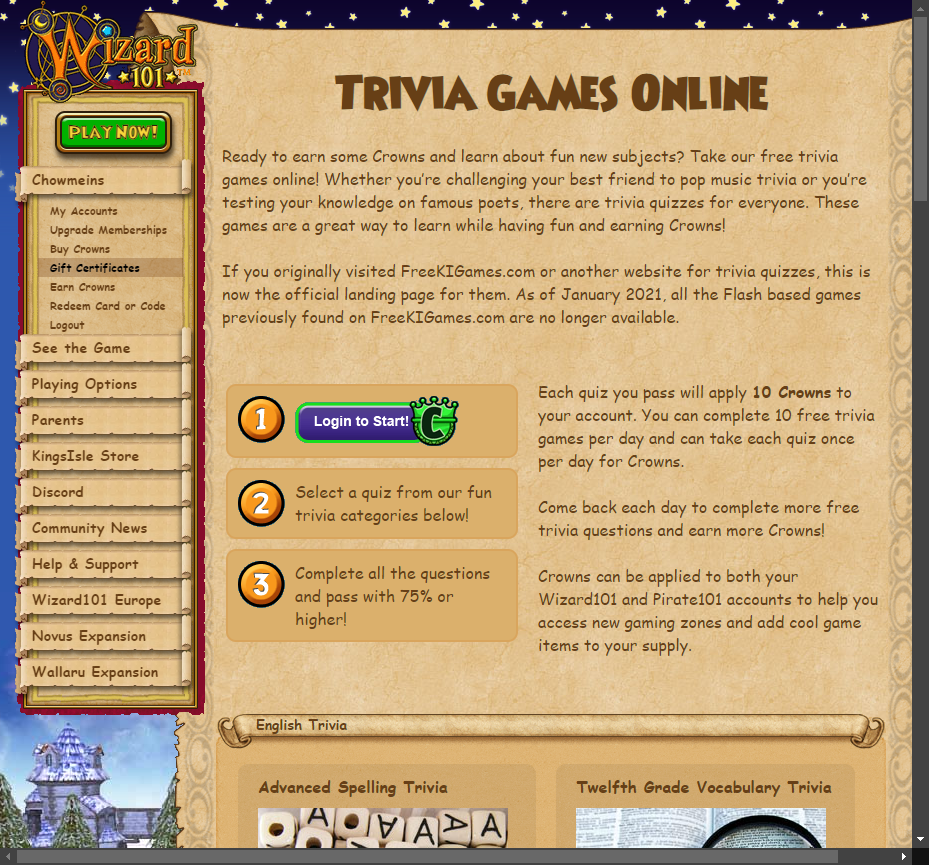 Wizard
101
TM
PLAY NOW!
Chowmeins
My Accounts
Upgrade Memberships
Buy Crowns
Gift Certificates
Earn Crowns
Redeem Card or Code
Logout
See the Game
Playing Options
Parents
KingsIsle Store
Discord
Community News
Help & Support
Wizard101 Europe
Novus Expansion
Wallaru Expansion
TRIVIA GAMES ONLINE
Ready to earn some Crowns and learn about fun new subjects? Take our free trivia
games online! Whether you're challenging your best friend to pop music trivia or you're
testing your knowledge on famous poets, there are trivia quizzes for everyone. These
games are a great way to learn while having fun and earning Crowns!
If you originally visited FreeKIGames.com or another website for trivia quizzes, this is
now the official landing page for them. As of January 2021, all the Flash based games
previously found on FreeKIGames.com are no longer available.
1
Login to Start!
C
2
Select a quiz from our fun
trivia categories below!
3
Complete all the questions
and pass with 75% or
higher!
Each quiz you pass will apply 10 Crowns to
your account. You can complete 10 free trivia
games per day and can take each quiz once
per day for Crowns.
Come back each day to complete more free
trivia questions and earn more Crowns!
Crowns can be applied to both your
Wizard101 and Pirate101 accounts to help you
access new gaming zones and add cool game
items to your supply.
English Trivia
Advanced Spelling Trivia
Twelfth Grade Vocabulary Trivia